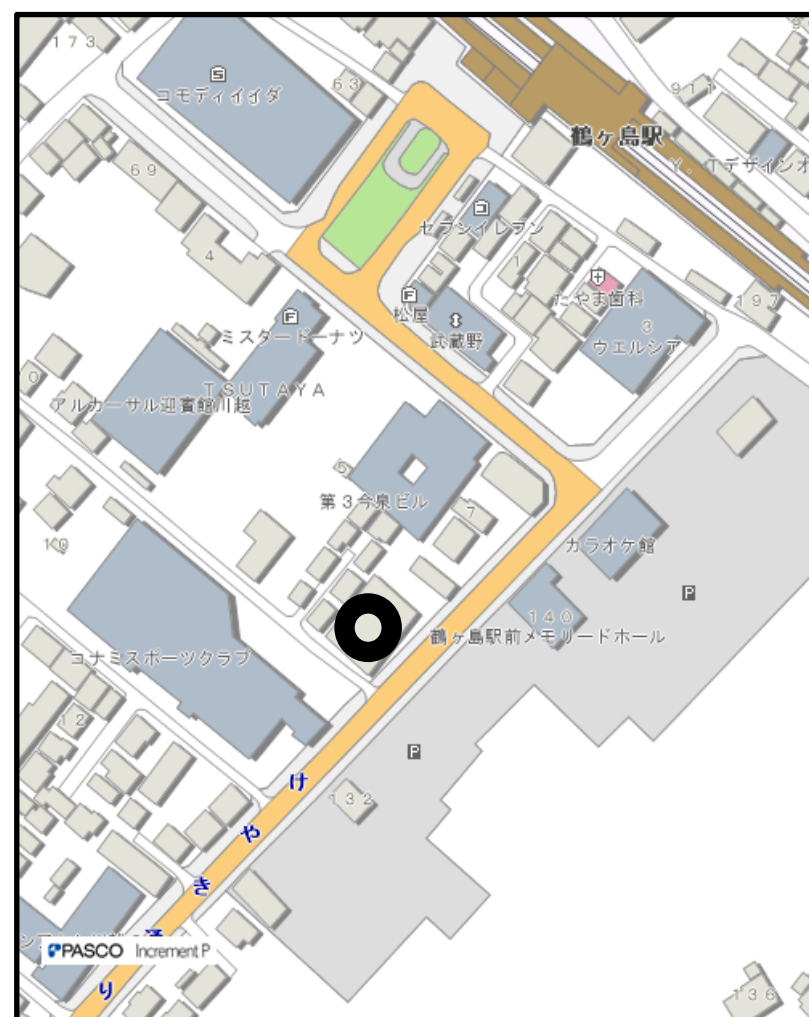 173
コモディイイダ
63
911
鶴ヶ島駅
Y．Tデザインオ
69
セブンイレブン
4
1
たやま歯科
197
松屋
武蔵野
3
ウエルシア
ミスタードーナツ
TSUTAYA
アルカーサル迎賓館川越
0
5
第3今泉ビル
7
10
カラオケ館
P
140
鶴ヶ島駅前メモリードホール
コナミスポーツクラブ
12
P
132
けやき通り
PASCO Increment P
136